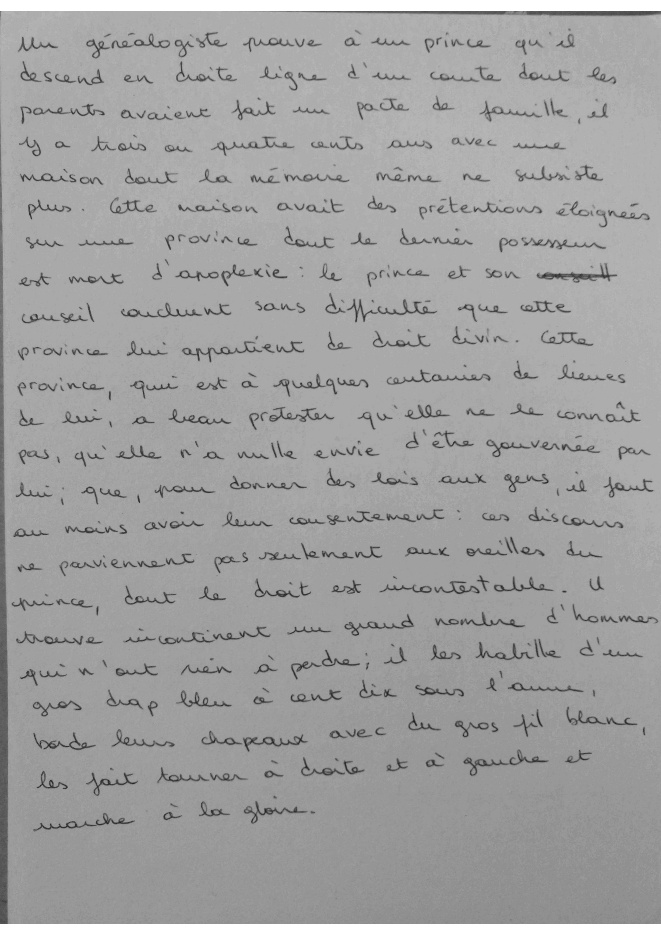 Un généalogiste prouve à un prince qu'il
descend en droite ligne d'un comte dont les
parents avaient fait un pacte de famille, il
y a trois ou quatre cents ans avec une
maison dont la mémoire même ne subsiste
plus. Cette maison avait des prétentions éloignées
sur une province dont le dernier possesseur
est mort d'apoplexie : le prince et son conseil
conseil concluent sans difficulté que cette
province lui appartient de droit divin. Cette
province, qui est à quelques centaines de lieues
de lui, a beau protester qu'elle ne le connaît
pas, qu'elle n'a nulle envie d'être gouvernée par
lui; que, pour donner des lois aux gens, il faut
au moins avoir leur consentement : ces discours
ne parviennent pas seulement aux oreilles du
prince, dont le droit est incontestable. Il
trouve incontinent un grand nombre d'hommes
qui n'ont rien à perdre; il les habille d'un
gros drap bleu à cent dix sous l'aune,
borde leurs chapeaux avec du gros fil blanc,
les fait tourner à droite et à gauche et
marche à la gloire.